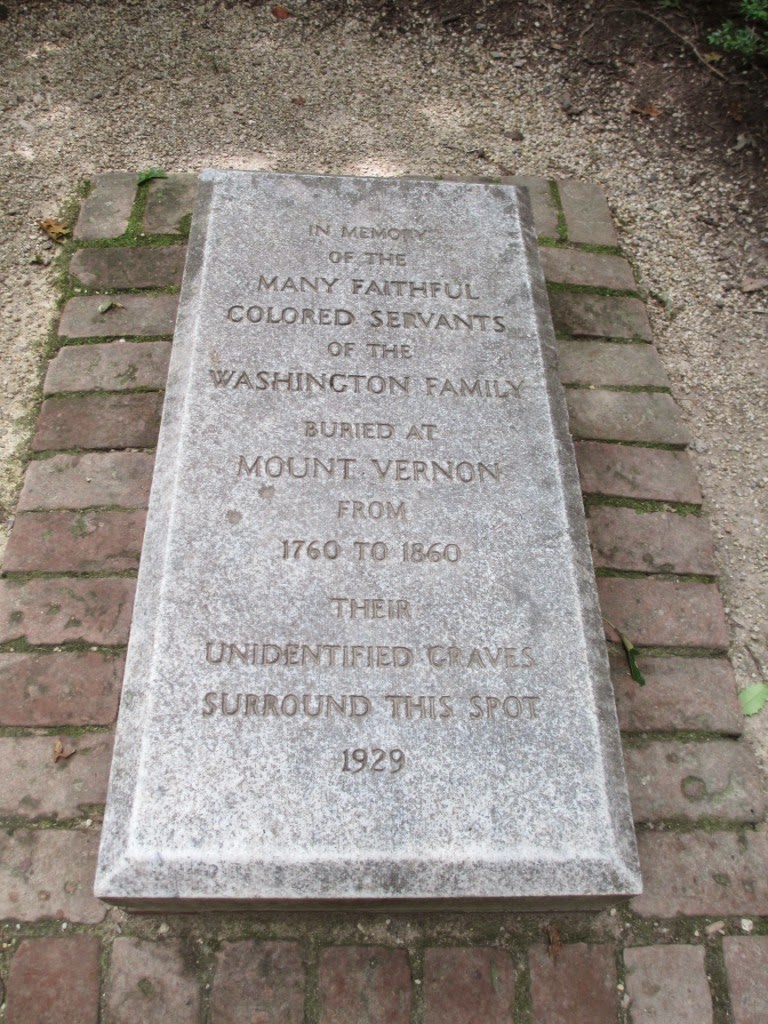 IN MEMORY
OF THE
MANY FAITHFUL
COLORED SERVANTS
OF THE
WASHINGTON FAMILY
BURIED AT
MOUNT VERNON
FROM
1760 TO 1860
THEIR
UNIDENTIFIED GRAVES
SURROUND THIS SPOT
1929